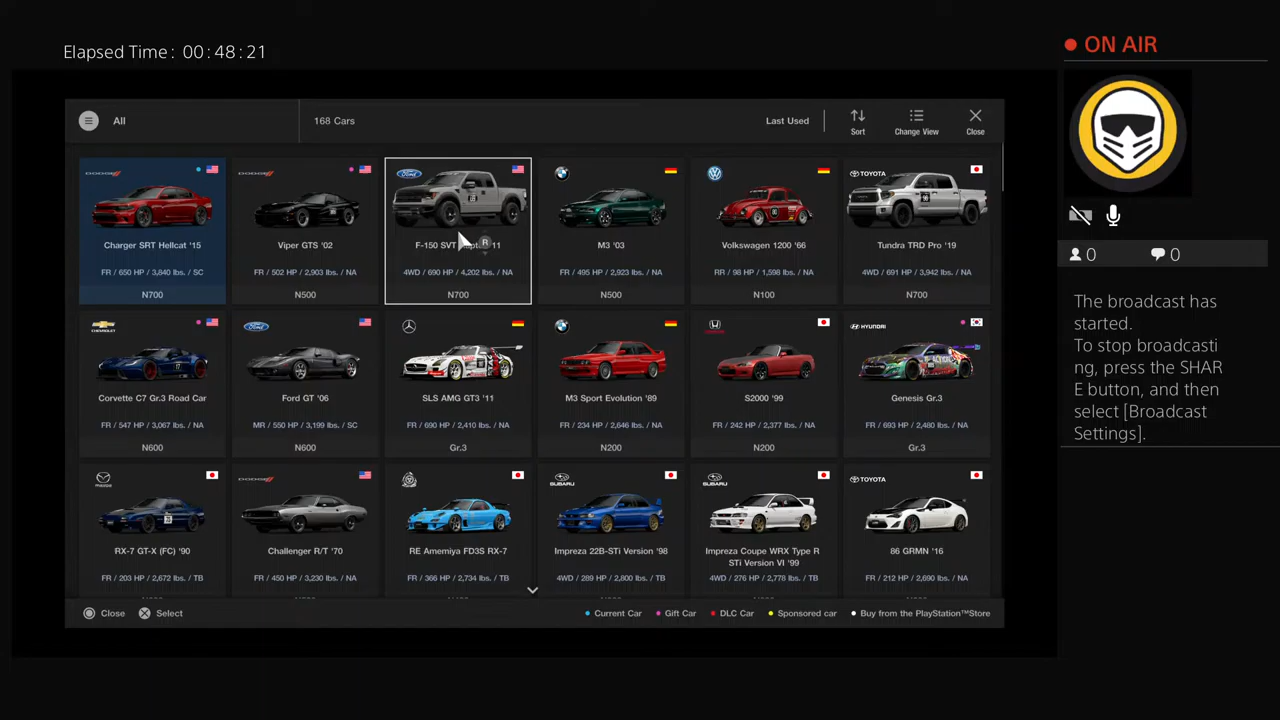 Elapsed Time: 00:48:21
ON AIR
All
168 Cars
Last Used
Sort
Change View
Close
Charger SRT Hellcat '15
FR / 650 HP / 3,840 lbs. / SC
N700
Viper GTS '02
FR / 502 HP / 2,903 lbs. / NA
N500
Ford
F-150 SVT 11
4WD / 690 HP / 4,202 lbs. / NA
N700
M3 '03
FR / 495 HP / 2,923 lbs. / NA
N500
Volkswagen 1200 '66
RR / 98 HP / 1,598 lbs. / NA
N100
TOYOTA
Tundra TRD Pro '19
4WD / 691 HP / 3,942 lbs. / NA
N700
CHEVROLET
Corvette C7 Gr.3 Road Car
FR / 547 HP / 3,067 lbs. / NA
N600
Ford
Ford GT '06
MR / 550 HP / 3,199 lbs. / SC
N600
SLS AMG GT3 '11
FR / 690 HP / 2,410 lbs. / NA
Gr.3
M3 Sport Evolution '89
FR / 234 HP / 2,646 lbs. / NA
N200
HONDA
S2000 '99
FR / 242 HP / 2,377 lbs. / NA
N200
HYUNDAI
Genesis Gr.3
FR / 693 HP / 2,480 lbs. / NA
Gr.3
mazda
RX-7 GT-X (FC) '90
FR / 203 HP / 2,672 lbs. / TB
Challenger R/T '70
FR / 450 HP / 3,230 lbs. / NA
RE Amemiya FD3S RX-7
FR / 366 HP / 2,734 lbs. / TB
SUBARU
Impreza 22B-STi Version '98
4WD / 289 HP / 2,800 lbs. / TB
SUBARU
Impreza Coupe WRX Type R
STi Version VI '99
4WD / 276 HP / 2,778 lbs. / TB
TOYOTA
86 GRMN '16
FR / 212 HP / 2,690 lbs. / NA
Close
Select
Current Car
Gift Car
DLC Car
Sponsored car
Buy from the PlayStation™Store
0
0
The broadcast has
started.
To stop broadcasti
ng, press the SHAR
E button, and then
select [Broadcast
Settings].